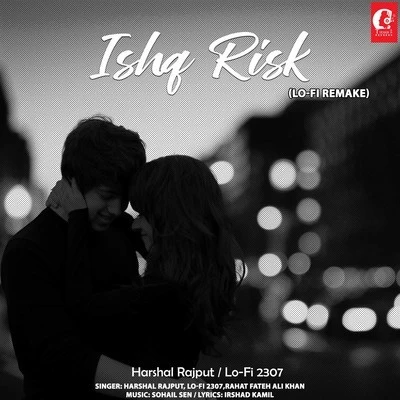 Ishq Risk
(LO-FI REMAKE)
Harshal Rajput / Lo-Fi 2307
SINGER: HARSHAL RAJPUT, LO-FI 2307,RAHAT FATEH ALI KHAN
MUSIC: SOHAIL SEN / LYRICS: IRSHAD KAMIL